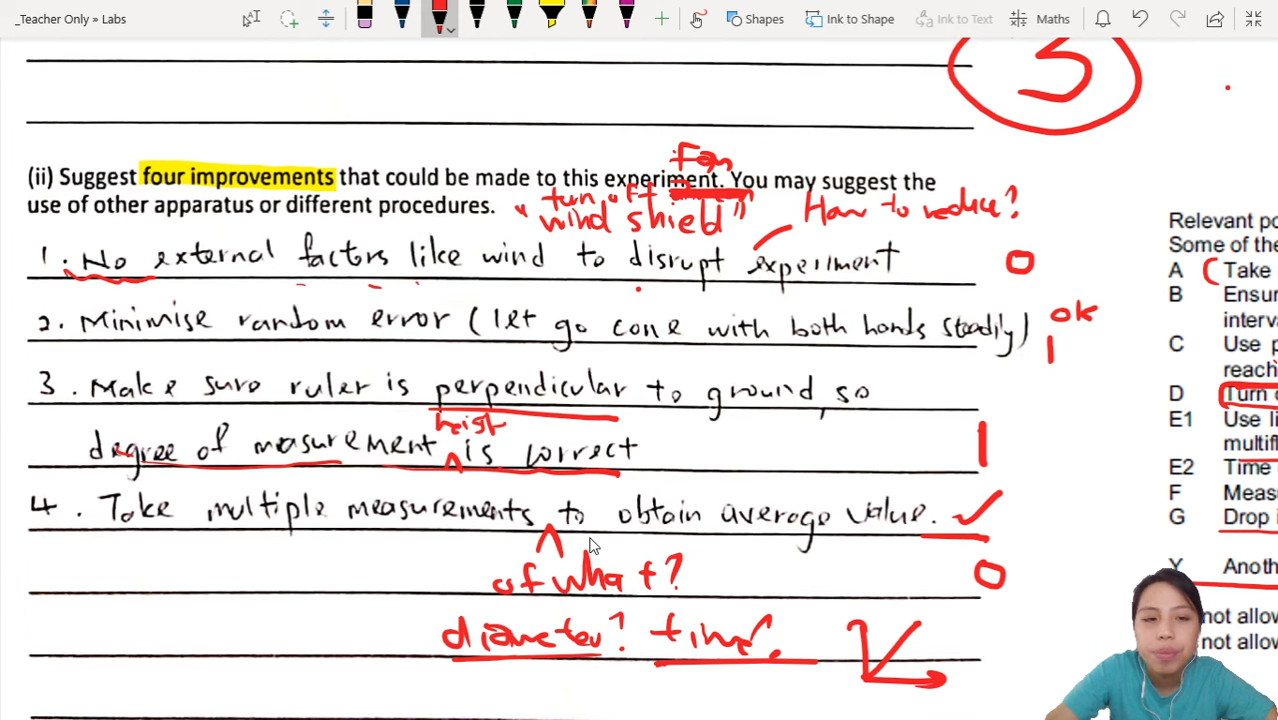 _Teacher Only » Labs
Shapes
Ink to Shape
Ink to Text
Maths
3
Fan
(ii) Suggest four improvements that could be made to this experiment. You may suggest the
use of other apparatus or different procedures.
turn off
"wind shield"
How to reduce?
1. No external factors like wind to disrupt experiment
0
2. Minimise random error (let go cone with both hands steadily)
ok
1
3. Make sure ruler is perpendicular to ground so
degree of measurement is correct
1
4. Take multiple measurements to obtain average value.
of what?
0
diameter? time?
Relevant po
Some of the
A ( Take
B Ensur
interva
C Use p
reach
D Turn o
E1 Use li
multifl
E2 Time
F Meas
G Drop i
Y Anoth
not allow
not allow